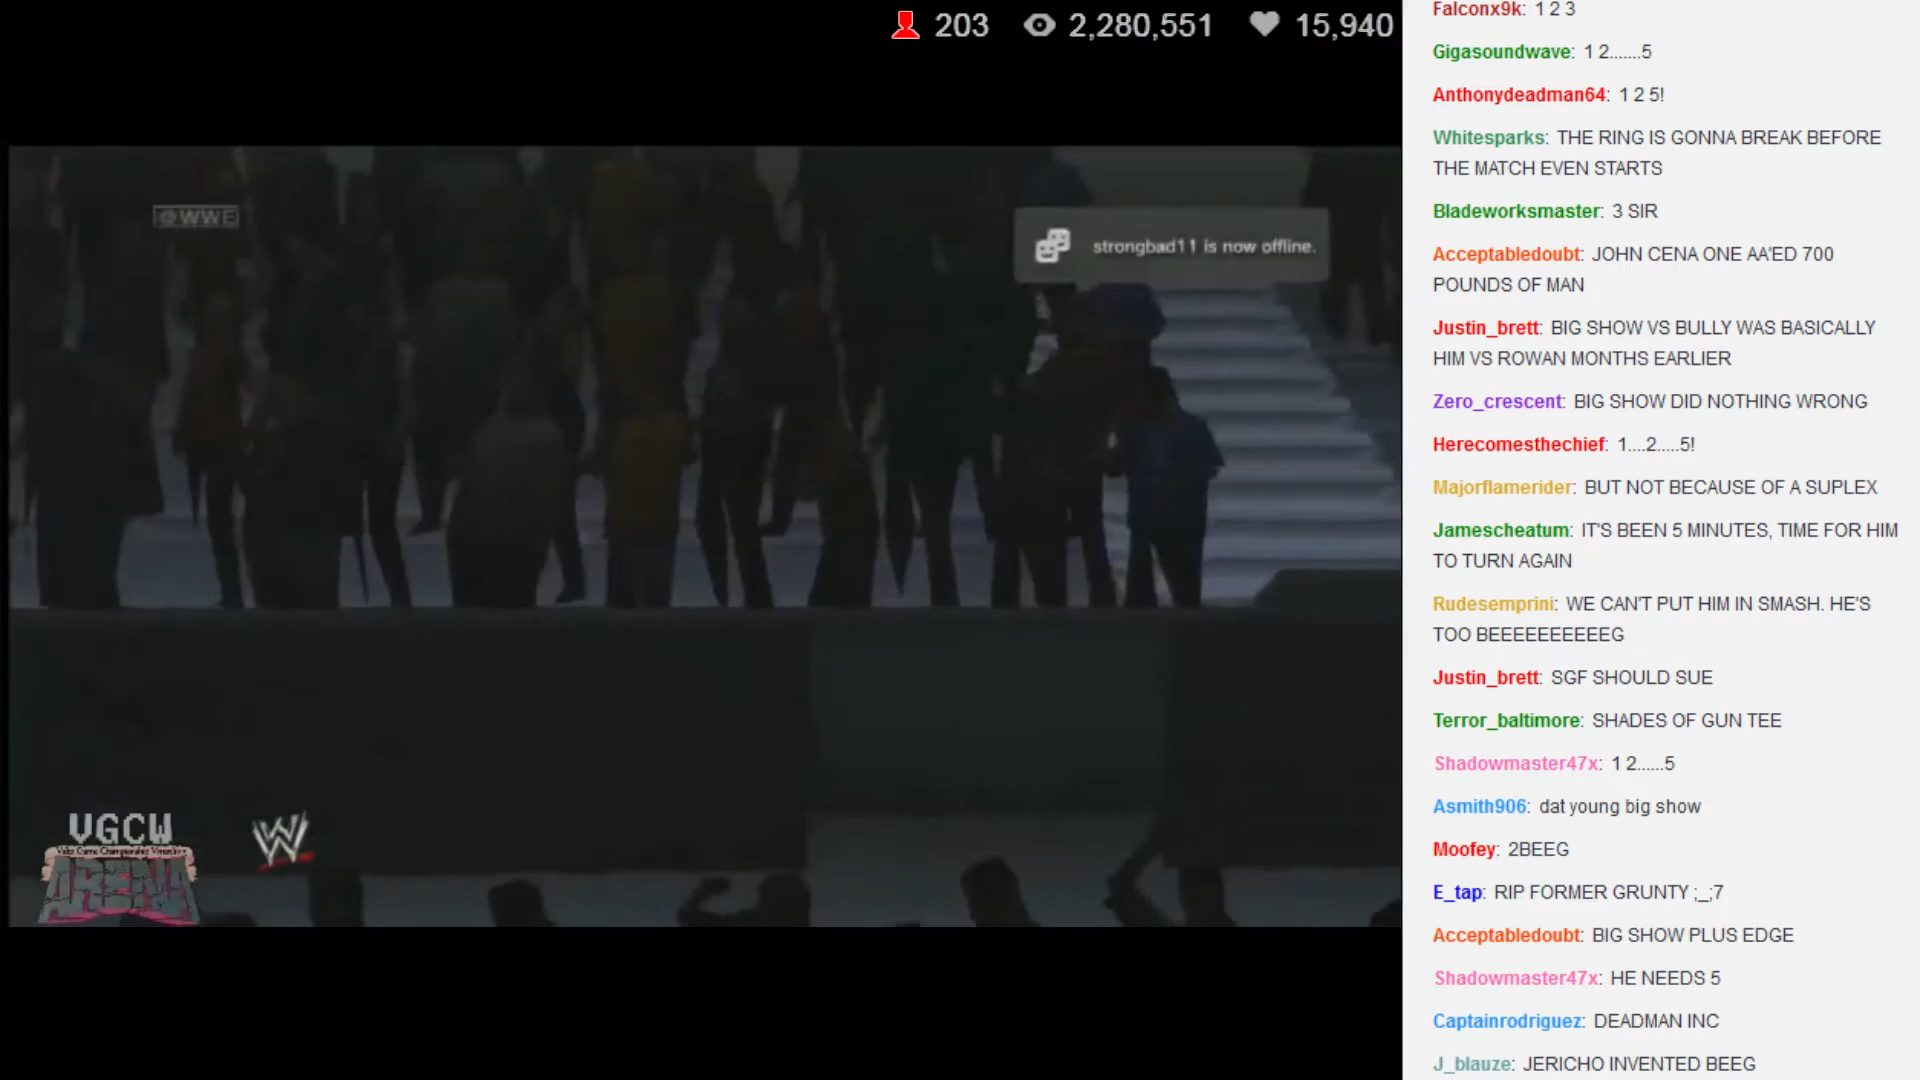 203 2,280,551 15,940
@WWE
strongbad11 is now offline.
VGCW
Video Game Championship Wrestling
ARENA
W
Falconx9k: 1 2 3
Gigasoundwave: 1 2.......5
Anthonydeadman64: 1 2 5!
Whitesparks: THE RING IS GONNA BREAK BEFORE
THE MATCH EVEN STARTS
Bladeworksmaster: 3 SIR
Acceptabledoubt: JOHN CENA ONE AA'ED 700
POUNDS OF MAN
Justin_brett: BIG SHOW VS BULLY WAS BASICALLY
HIM VS ROWAN MONTHS EARLIER
Zero_crescent: BIG SHOW DID NOTHING WRONG
Herecomesthechief: 1....2.....5!
Majorflamerider: BUT NOT BECAUSE OF A SUPLEX
Jamescheatum: IT'S BEEN 5 MINUTES, TIME FOR HIM
TO TURN AGAIN
Rudesemprini: WE CAN'T PUT HIM IN SMASH. HE'S
TOO BEEEEEEEEEEG
Justin_brett: SGF SHOULD SUE
Terror_baltimore: SHADES OF GUN TEE
Shadowmaster47x: 1 2......5
Asmith906: dat young big show
Moofey: 2BEEG
E_tap: RIP FORMER GRUNTY ;_;7
Acceptabledoubt: BIG SHOW PLUS EDGE
Shadowmaster47x: HE NEEDS 5
Captainrodriguez: DEADMAN INC
J_blauze: JERICHO INVENTED BEEG